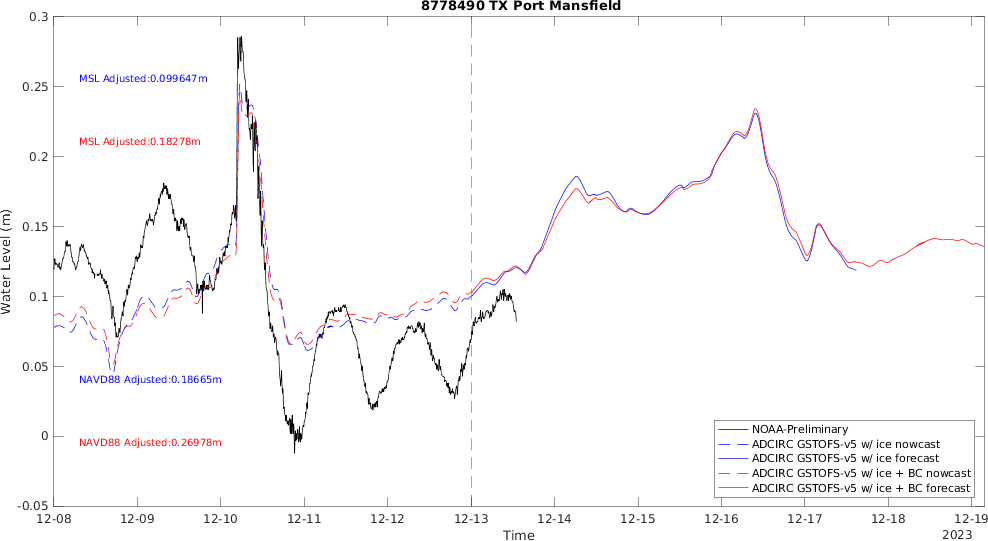 8778490 TX Port Mansfield
0.3
0.25
0.2
0.15
0.1
0.05
0
-0.05
Water Level (m)
MSL Adjusted:0.099647m
MSL Adjusted:0.18278m
NAVD88 Adjusted:0.18665m
NAVD88 Adjusted:0.26978m
NOAA-Preliminary
ADCIRC GSTOFS-v5 w/ ice nowcast
ADCIRC GSTOFS-v5 w/ ice forecast
ADCIRC GSTOFS-v5 w/ ice + BC nowcast
ADCIRC GSTOFS-v5 w/ ice + BC forecast
12-08 12-09 12-10 12-11 12-12 12-13 12-14 12-15 12-16 12-17 12-18 12-19
Time
2023